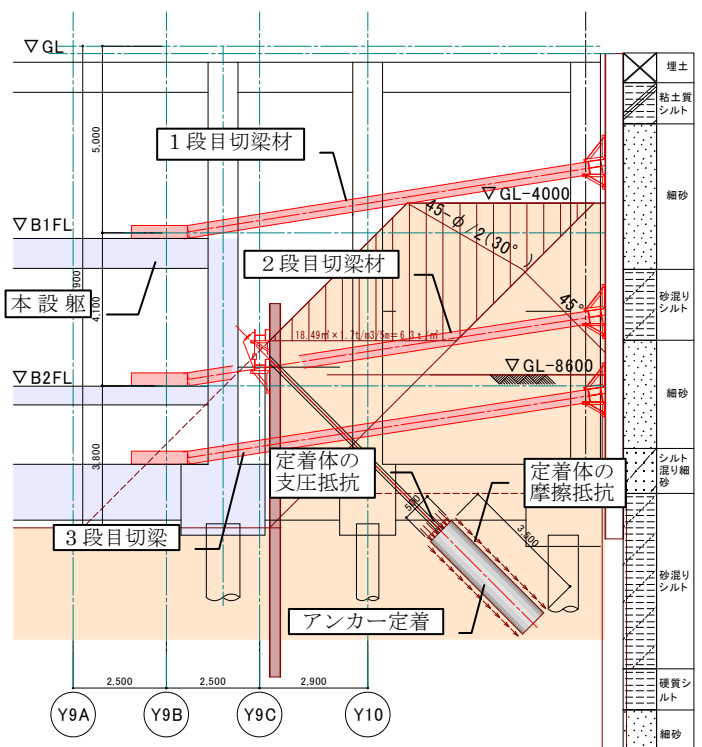 ▽GL
埋土
粘土質
シルト
5,000
1段目切梁材
細砂
▽GL-4000
▽B1FL
45-φ/2(30°)
2段目切梁材
900
本設躯
4,100
45°
砂混り
シルト
18.49㎡×1.7t/m3/5m=6.3t/㎡
▽GL-8600
▽B2FL
細砂
3,800
定着体の
支圧抵抗
定着体の
摩擦抵抗
シルト
混り細
砂
500
3,500
3段目切梁
砂混り
シルト
アンカー定着
2,500
2,500
2,900
硬質シ
ルト
Y9A
Y9B
Y9C
Y10
細砂